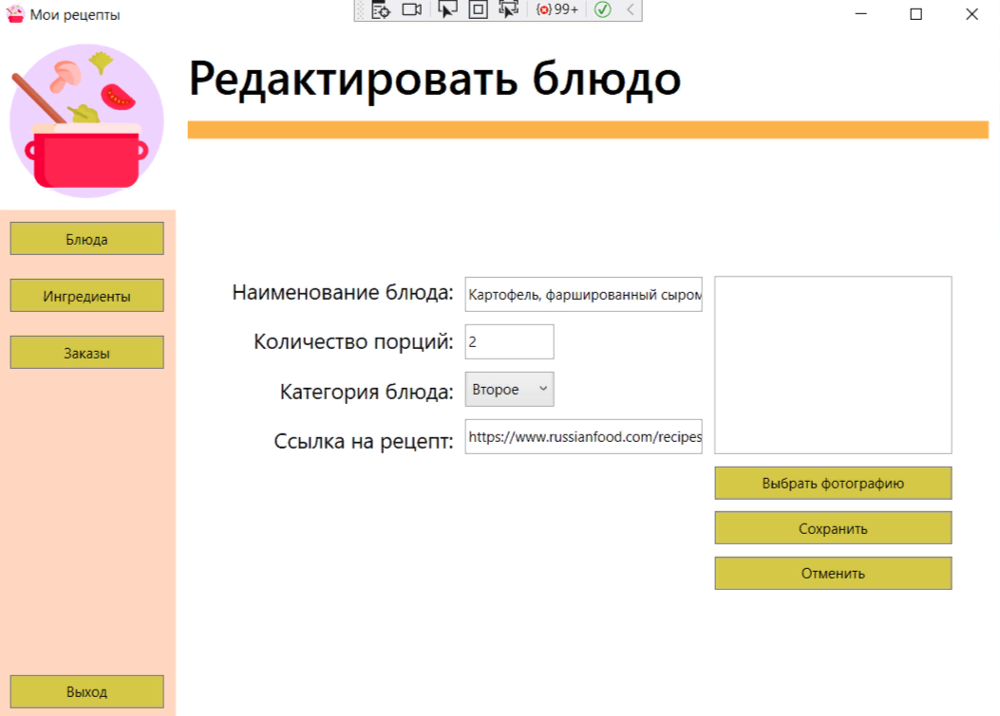 Мои рецепты
99+
Редактировать блюдо
Блюда
Ингредиенты
Заказы
Выход
Наименование блюда: Картофель, фаршированный сыром
Количество порций: 2
Категория блюда: Второе
Ссылка на рецепт: https://www.russianfood.com/recipes
Выбрать фотографию
Сохранить
Отменить